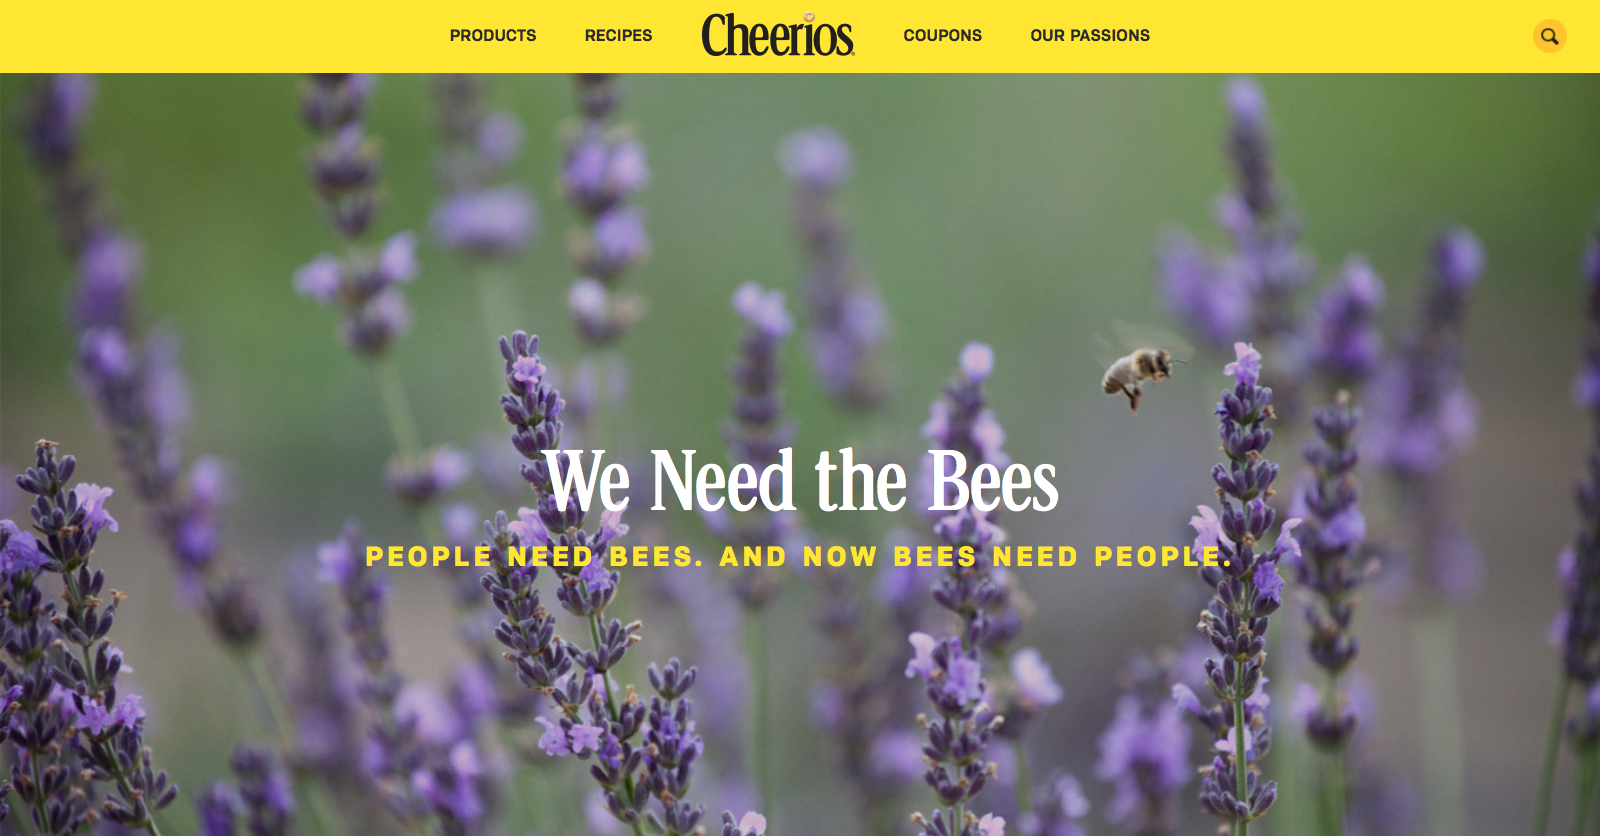 PRODUCTS RECIPES Cheerios COUPONS OUR PASSIONS
We Need the Bees
PEOPLE NEED BEES. AND NOW BEES NEED PEOPLE.